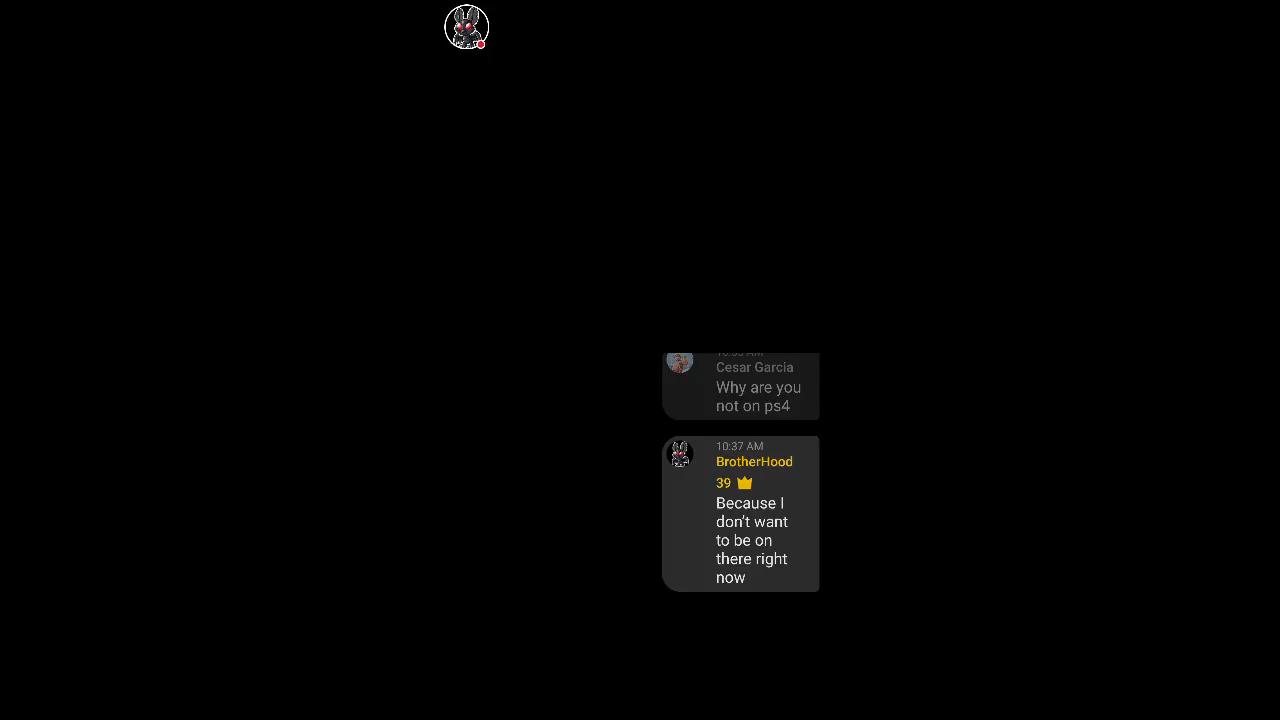 Cesar Garcia
Why are you
not on ps4
10:37 AM
BrotherHood
39
Because I
don't want
to be on
there right
now